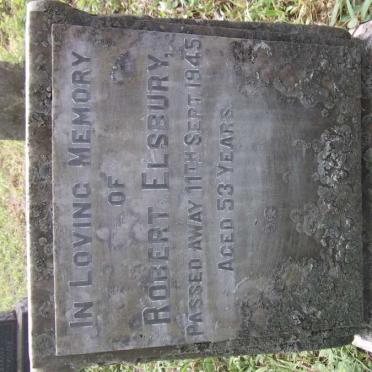 IN LOVING MEMORY
OF
ROBERT ELSBURY,
PASSED AWAY 11TH SEPT 1945
AGED 53 YEARS